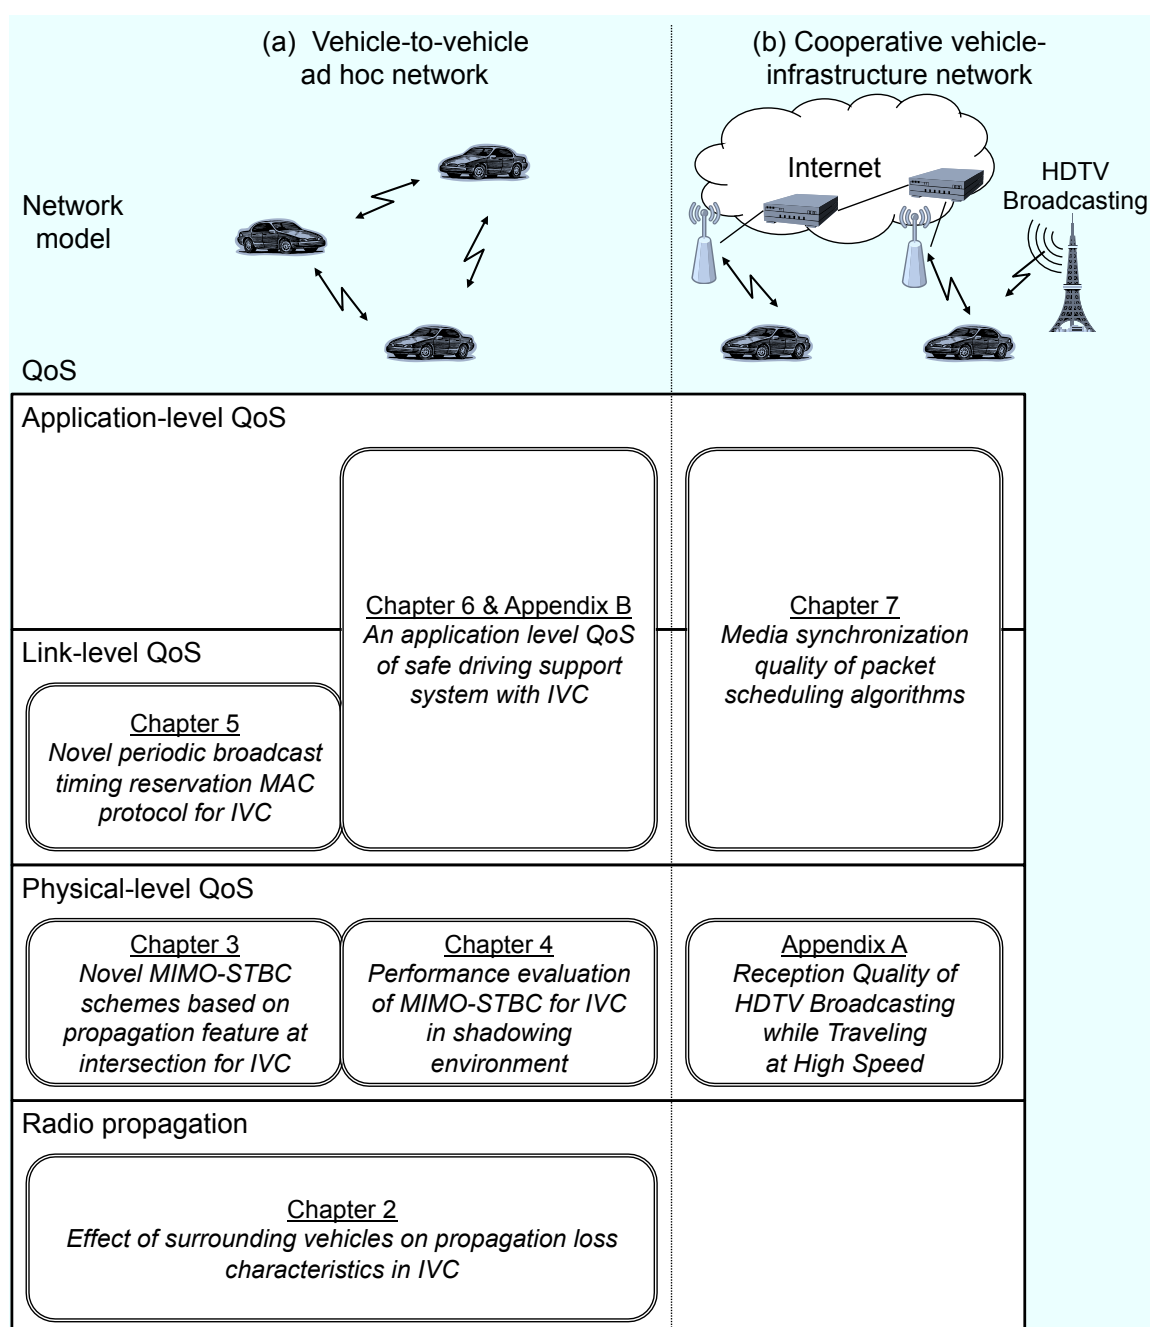 (a) Vehicle-to-vehicle
ad hoc network
(b) Cooperative vehicle-
infrastructure network
Internet
HDTV
Broadcasting
Network
model
QoS
Application-level QoS
Chapter 6 & Appendix B
An application level QoS
of safe driving support
system with IVC
Chapter 7
Media synchronization
quality of packet
scheduling algorithms
Link-level QoS
Chapter 5
Novel periodic broadcast
timing reservation MAC
protocol for IVC
Physical-level QoS
Chapter 3
Novel MIMO-STBC
schemes based on
propagation feature at
intersection for IVC
Chapter 4
Performance evaluation
of MIMO-STBC for IVC
in shadowing
environment
Appendix A
Reception Quality of
HDTV Broadcasting
while Traveling
at High Speed
Radio propagation
Chapter 2
Effect of surrounding vehicles on propagation loss
characteristics in IVC